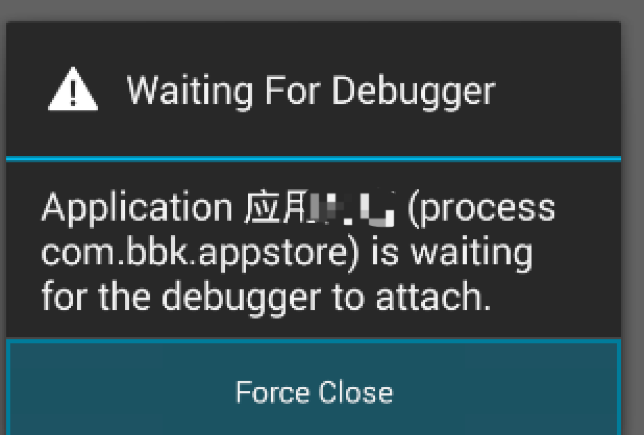 Waiting For Debugger
Application 应用 (process
com.bbk.appstore) is waiting
for the debugger to attach.
Force Close